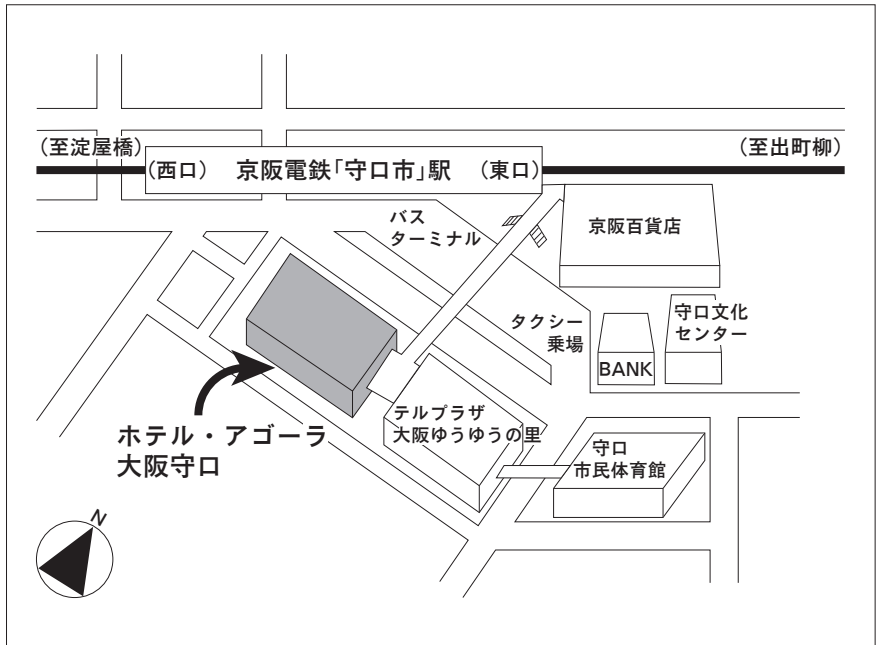 (至淀屋橋)
(至出町柳)
(西口) 京阪電鉄「守口市」駅 (東口)
バス
ターミナル
京阪百貨店
タクシー
乗場
守口文化
センター
BANK
テルプラザ
大阪ゆうゆうの里
守口
市民体育館
ホテル・アゴーラ
大阪守口
N